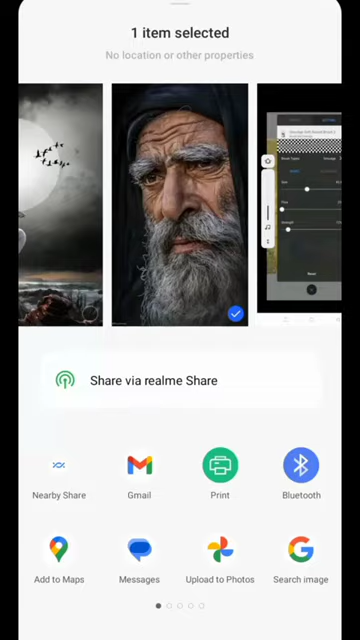 1 item selected
No location or other properties
Reset
Share via realme Share
Nearby Share
Gmail
Print
Bluetooth
Add to Maps
Messages
Upload to Photos
Search image